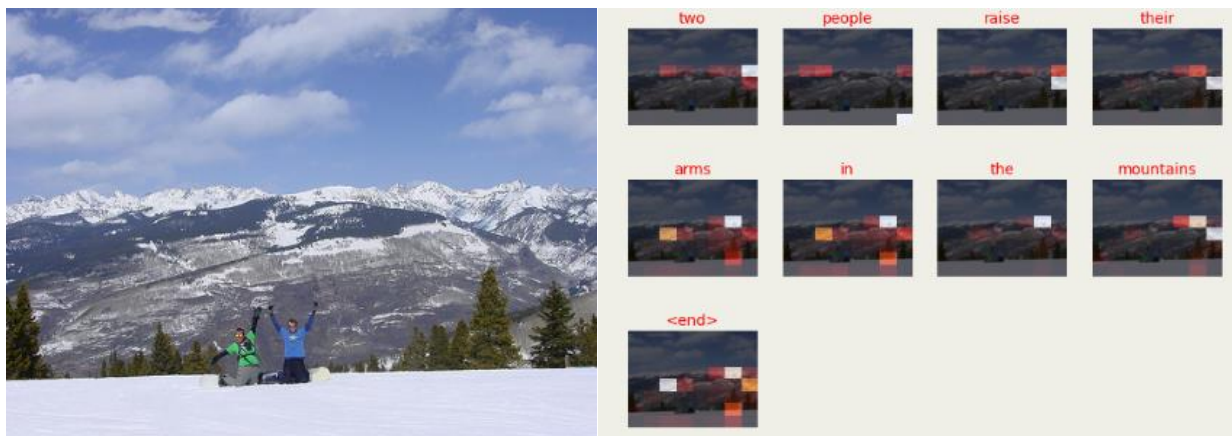 two people raise their
arms in the mountains
<end>